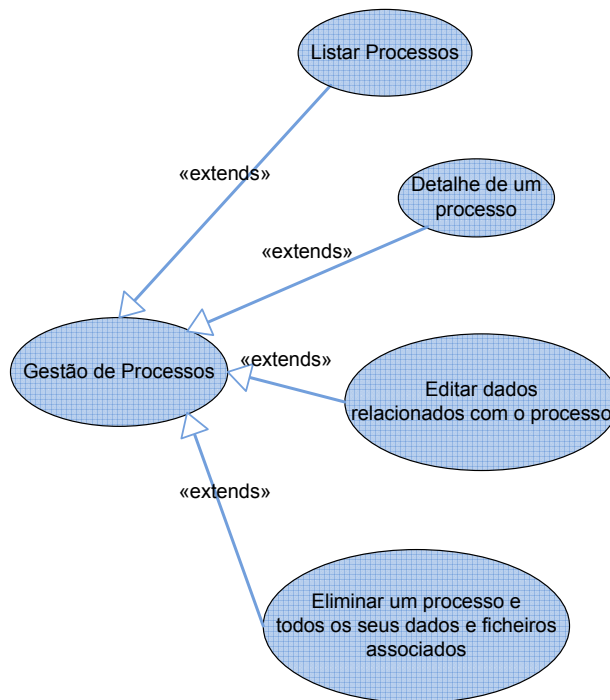 Listar Processos
«extends»
Detalhe de um
processo
«extends»
«extends»
Gestão de Processos
Editar dados
relacionados com o processo
«extends»
Eliminar um processo e
todos os seus dados e ficheiros
associados